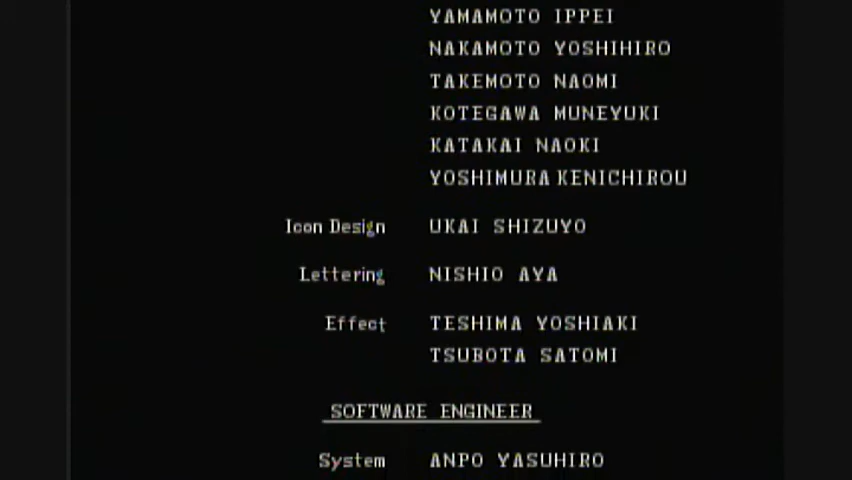 YAMAMOTO IPPEI
NAKAMOTO YOSHIHIRO
TAKEMOTO NAOMI
KOTEGAWA MUNEYUKI
KATAKAI NAOKI
YOSHIMURA KENICHIROU
Icon Design UKAI SHIZUYO
Lettering NISHIO AYA
Effect TESHIMA YOSHIAKI
TSUBOTA SATOMI
SOFTWARE ENGINEER
System ANPO YASUHIRO